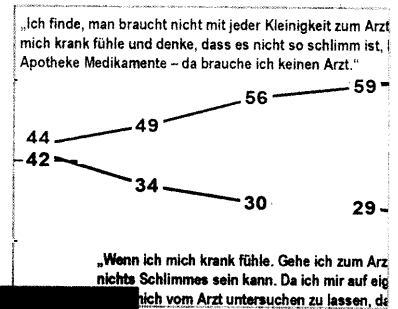 „Ich finde, man braucht nicht mit jeder Kleinigkeit zum Arzt
mich krank fühle und denke, dass es nicht so schlimm ist,
Apotheke Medikamente – da brauche ich keinen Arzt.“
59
56
49
44
42
34
30
29
„Wenn ich mich krank fühle. Gehe ich zum Arz
nichts Schlimmes sein kann. Da ich mir auf eig
mich vom Arzt untersuchen zu lassen, da